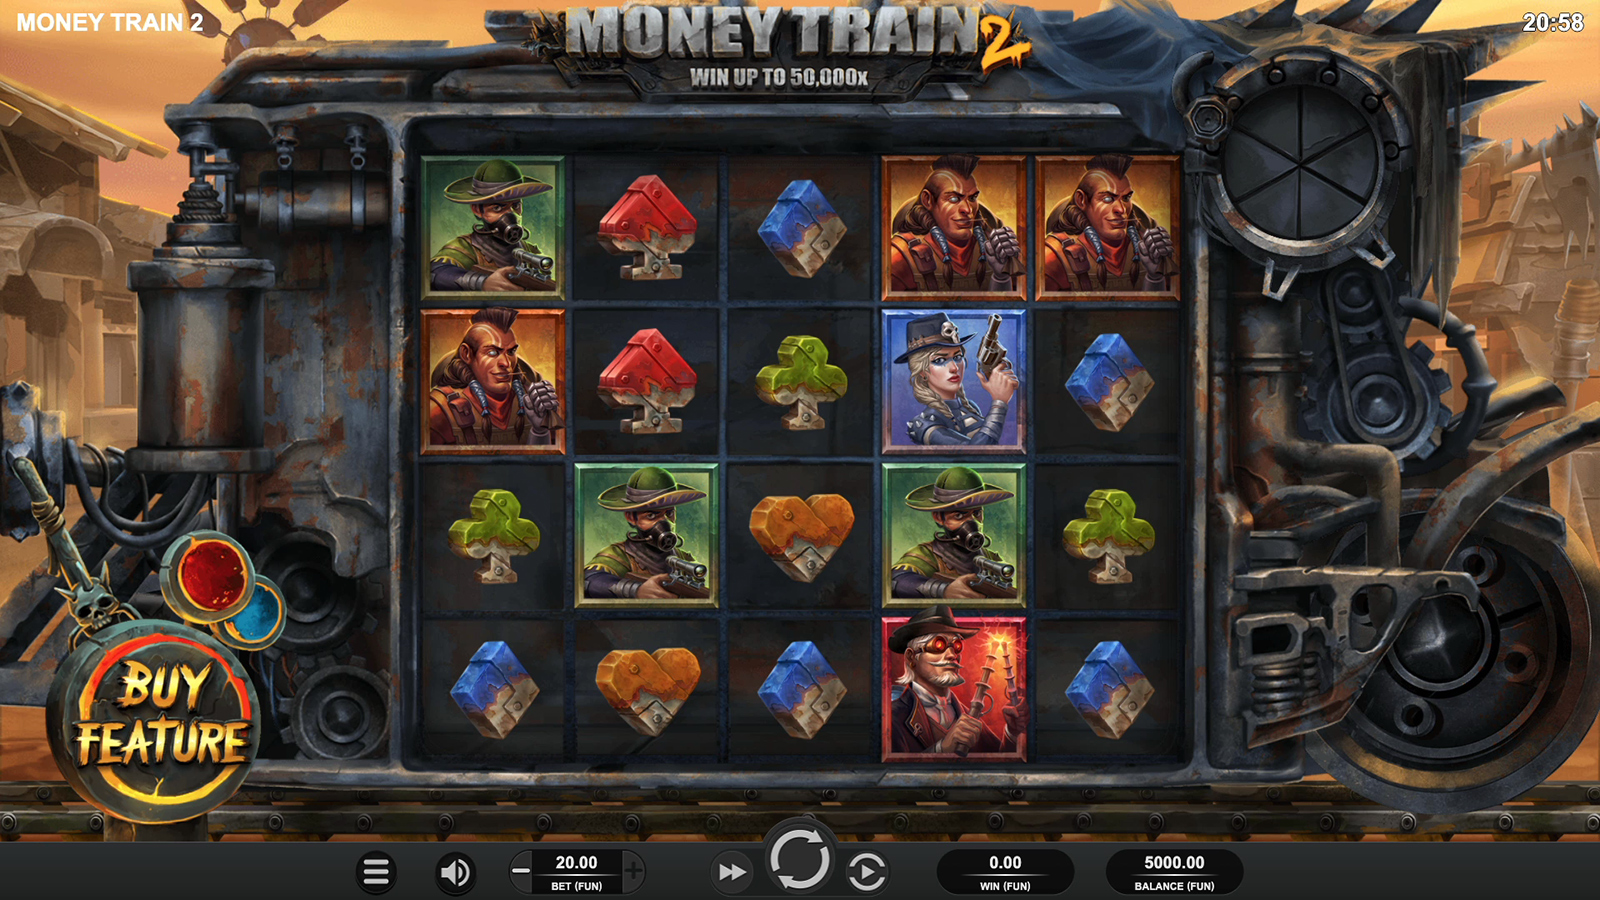 MONEY TRAIN 2
20:58
MONEY TRAIN 2
WIN UP TO 50,000x
BUY
FEATURE
20.00
BET (FUN)
0.00
WIN (FUN)
5000.00
BALANCE (FUN)